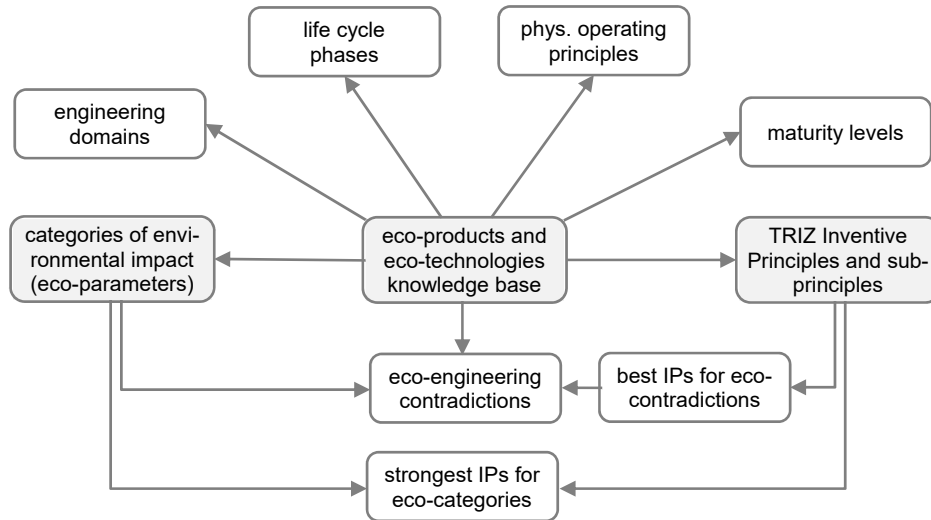 life cycle
phases
phys. operating
principles
engineering
domains
maturity levels
categories of envi-
ronmental impact
(eco-parameters)
eco-products and
eco-technologies
knowledge base
TRIZ Inventive
Principles and sub-
principles
eco-engineering
contradictions
best IPs for eco-
contradictions
strongest IPs for
eco-categories